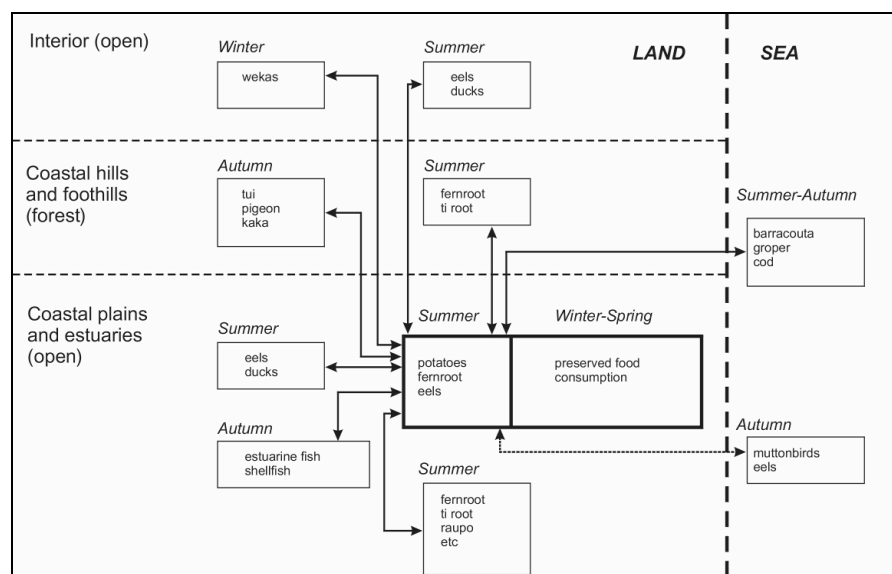 Interior (open)
Winter
wekas
Summer
eels
ducks
LAND
SEA
Coastal hills
and foothills
(forest)
Autumn
tui
pigeon
kaka
Summer
fernroot
ti root
Summer-Autumn
barracouta
groper
cod
Coastal plains
and estuaries
(open)
Summer
eels
ducks
Summer
potatoes
fernroot
eels
Winter-Spring
preserved food
consumption
Autumn
estuarine fish
shellfish
Summer
fernroot
ti root
raupo
etc
Autumn
muttonbirds
eels